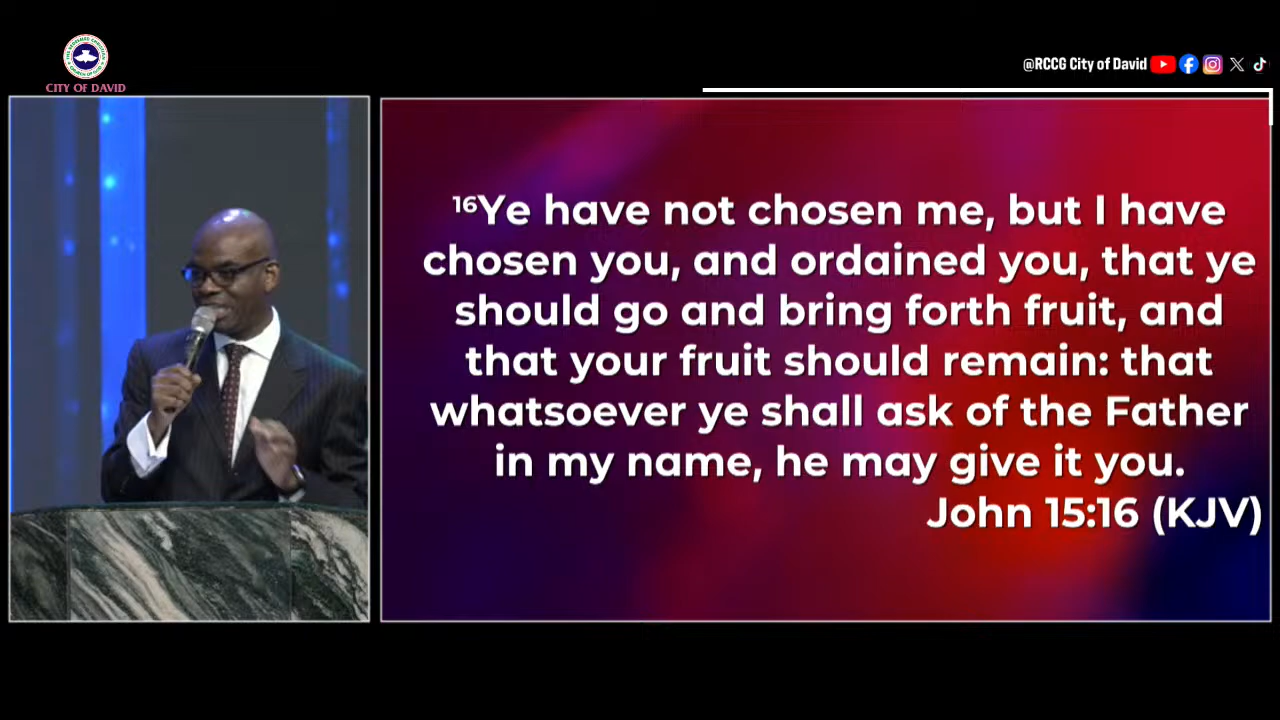 CITY OF DAVID
@RCCG City of David
¹⁶Ye have not chosen me, but I have
chosen you, and ordained you, that ye
should go and bring forth fruit, and
that your fruit should remain: that
whatsoever ye shall ask of the Father
in my name, he may give it you.
John 15:16 (KJV)